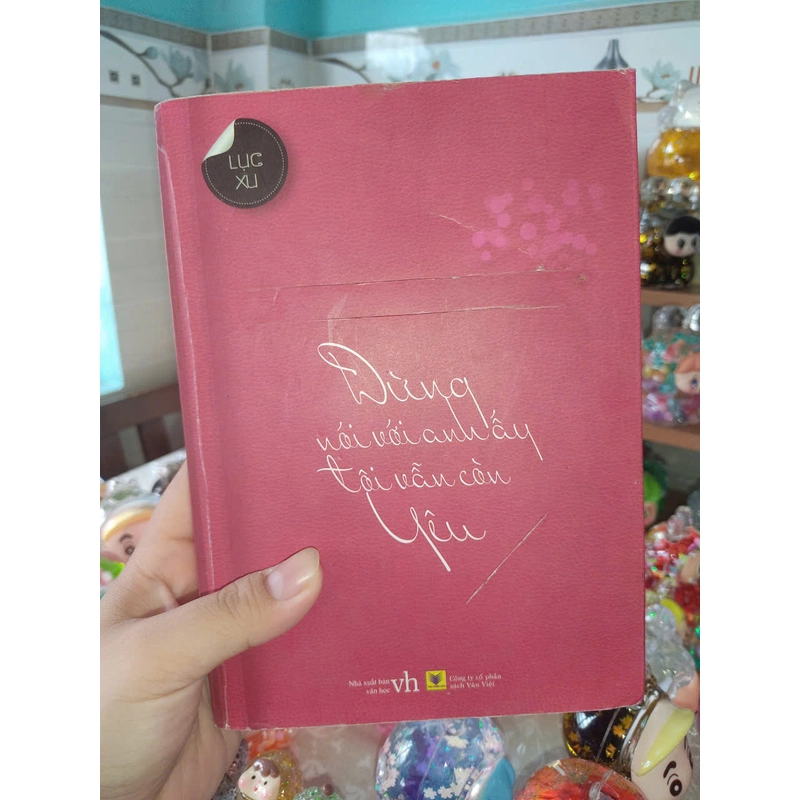 LỤC
XU
Đừng
nói với anh ấy
tôi vẫn còn
Yêu
Nhà xuất bản
văn học
vh
Công ty cổ phần
sách Văn Việt